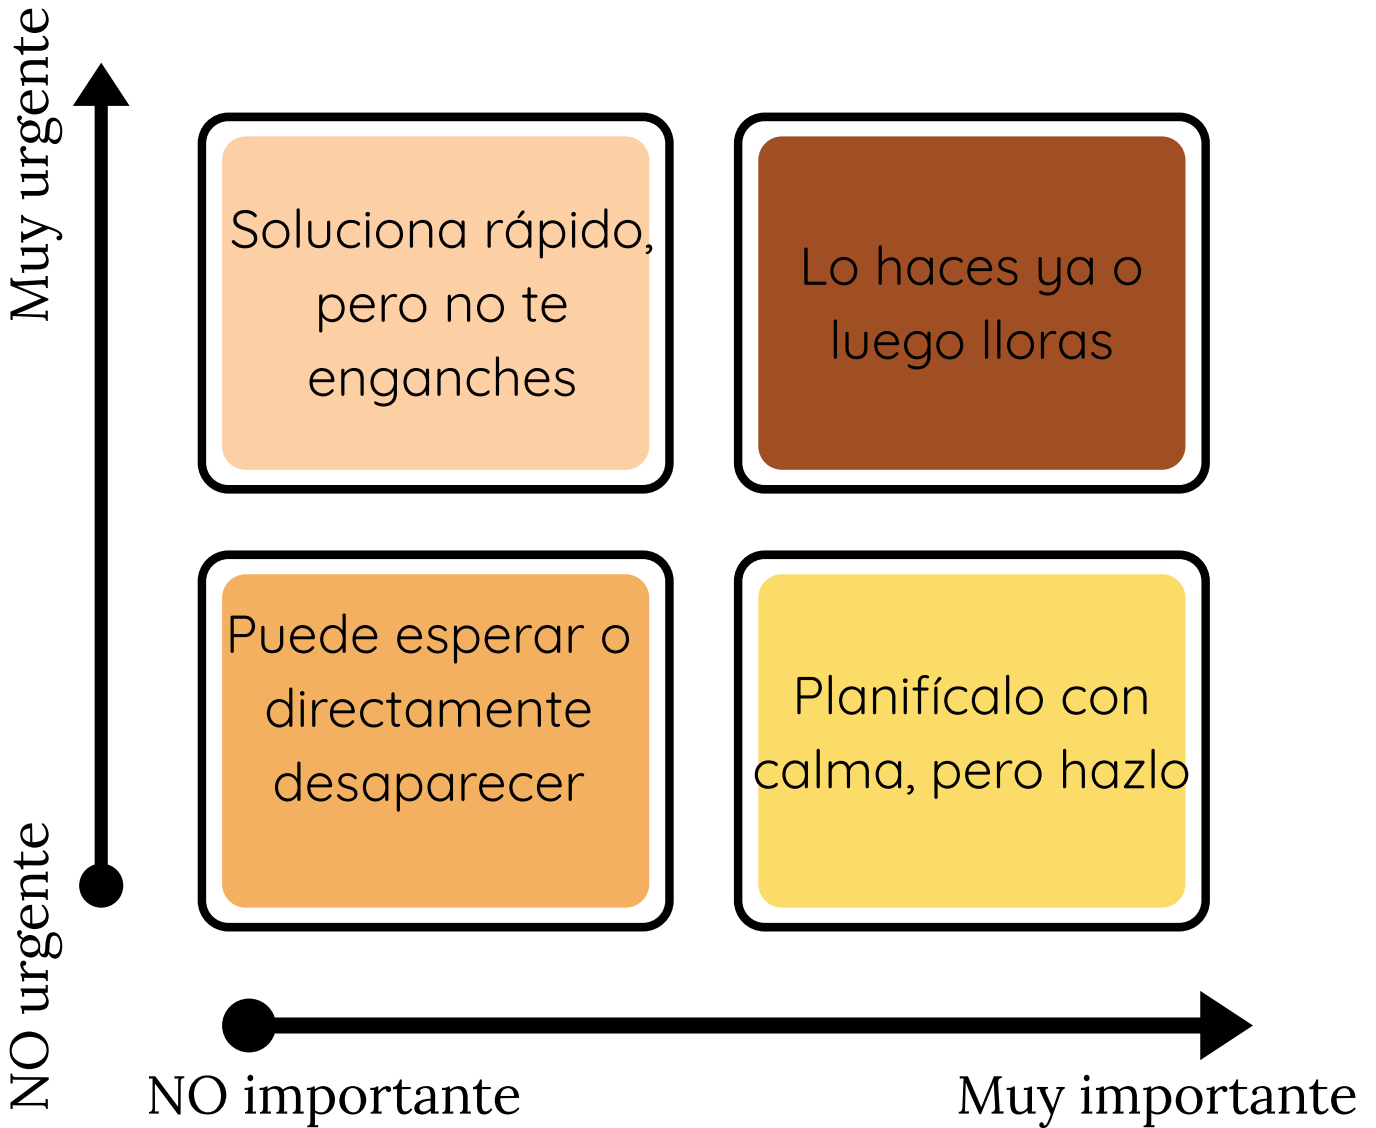 Muy urgente
Soluciona rápido,
pero no te
enganches
Lo haces ya o
luego lloras
Puede esperar o
directamente
desaparecer
Planifícalo con
calma, pero hazlo
NO urgente
NO importante
Muy importante